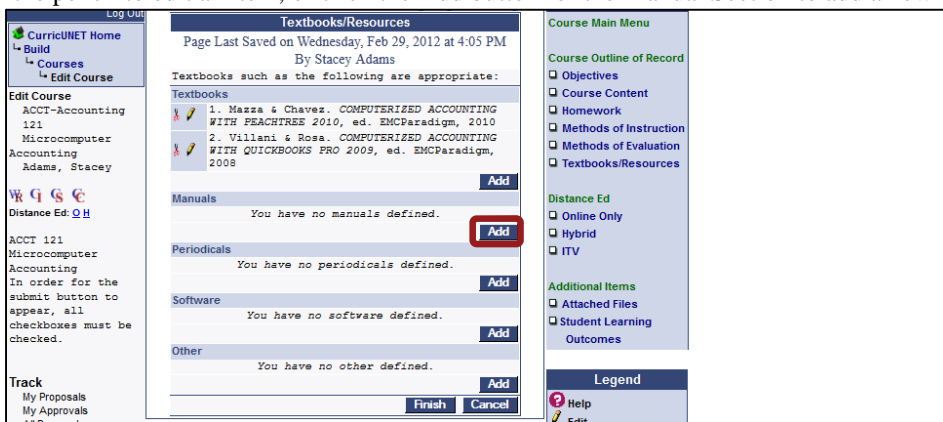 Log Out
CurricUNET Home
Build
Courses
Edit Course
Edit Course
ACCT-Accounting
121
Microcomputer
Accounting
Adams, Stacey
Distance Ed: O H
ACCT 121
Microcomputer
Accounting
In order for the
submit button to
appear, all
checkboxes must be
checked.
Track
My Proposals
My Approvals
Textbooks/Resources
Page Last Saved on Wednesday, Feb 29, 2012 at 4:05 PM
By Stacey Adams
Textbooks such as the following are appropriate:
Textbooks
1. Mazza & Chavez. COMPUTERIZED ACCOUNTING
WITH PEACHTREE 2010, ed. EMCParadigm, 2010
2. Villani & Rosa. COMPUTERIZED ACCOUNTING
WITH QUICKBOOKS PRO 2009, ed. EMCParadigm,
2008
Add
Manuals
You have no manuals defined.
Add
Periodicals
You have no periodicals defined.
Add
Software
You have no software defined.
Add
Other
You have no other defined.
Add
Finish Cancel
Course Main Menu
Course Outline of Record
Objectives
Course Content
Homework
Methods of Instruction
Methods of Evaluation
Textbooks/Resources
Distance Ed
Online Only
Hybrid
ITV
Additional Items
Attached Files
Student Learning
Outcomes
Legend
Help
Edit